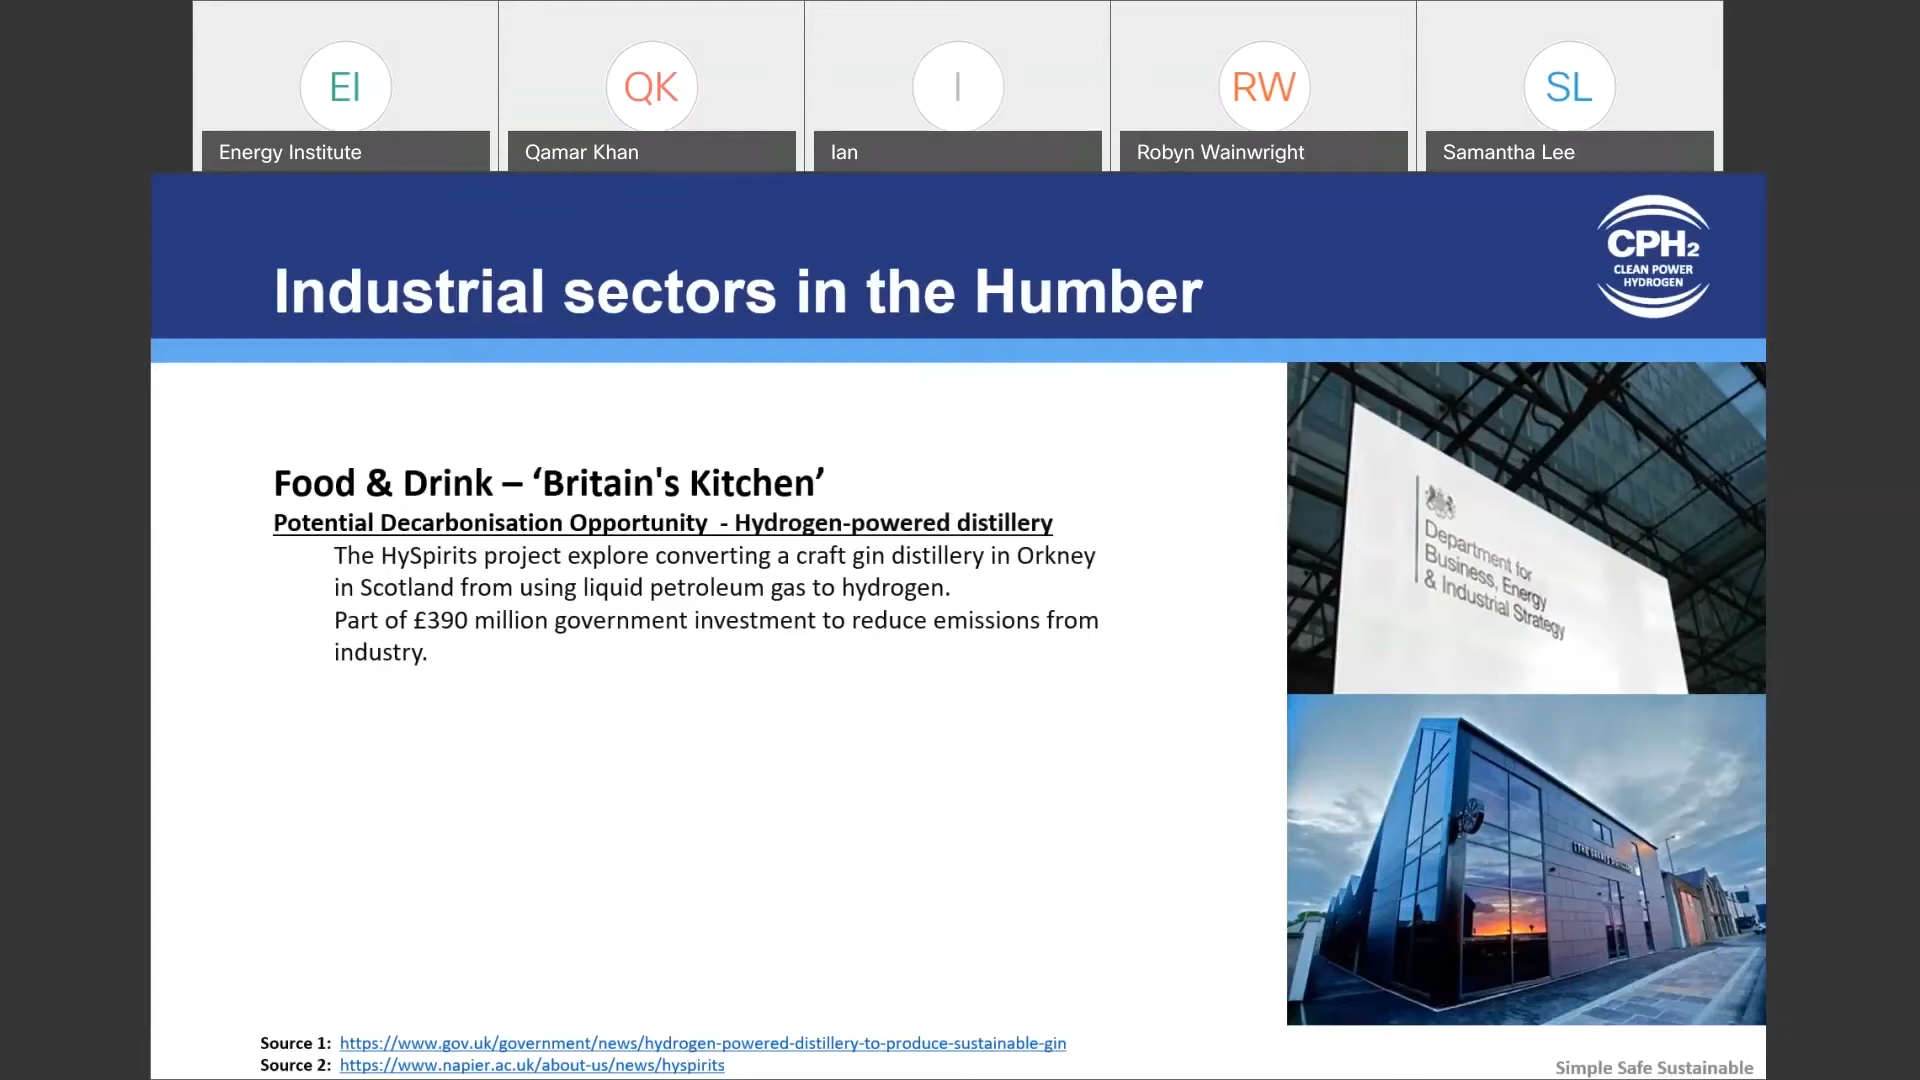 EI
QK
I
RW
SL
Energy Institute
Qamar Khan
Ian
Robyn Wainwright
Samantha Lee
Industrial sectors in the Humber
CPH2
CLEAN POWER
HYDROGEN
Food & Drink – ‘Britain's Kitchen’
Potential Decarbonisation Opportunity - Hydrogen-powered distillery
The HySpirits project explore converting a craft gin distillery in Orkney
in Scotland from using liquid petroleum gas to hydrogen.
Part of £390 million government investment to reduce emissions from
industry.
Department for
Business, Energy
& Industrial Strategy
Source 1: https://www.gov.uk/government/news/hydrogen-powered-distillery-to-produce-sustainable-gin
Source 2: https://www.napier.ac.uk/about-us/news/hyspirits
Simple Safe Sustainable